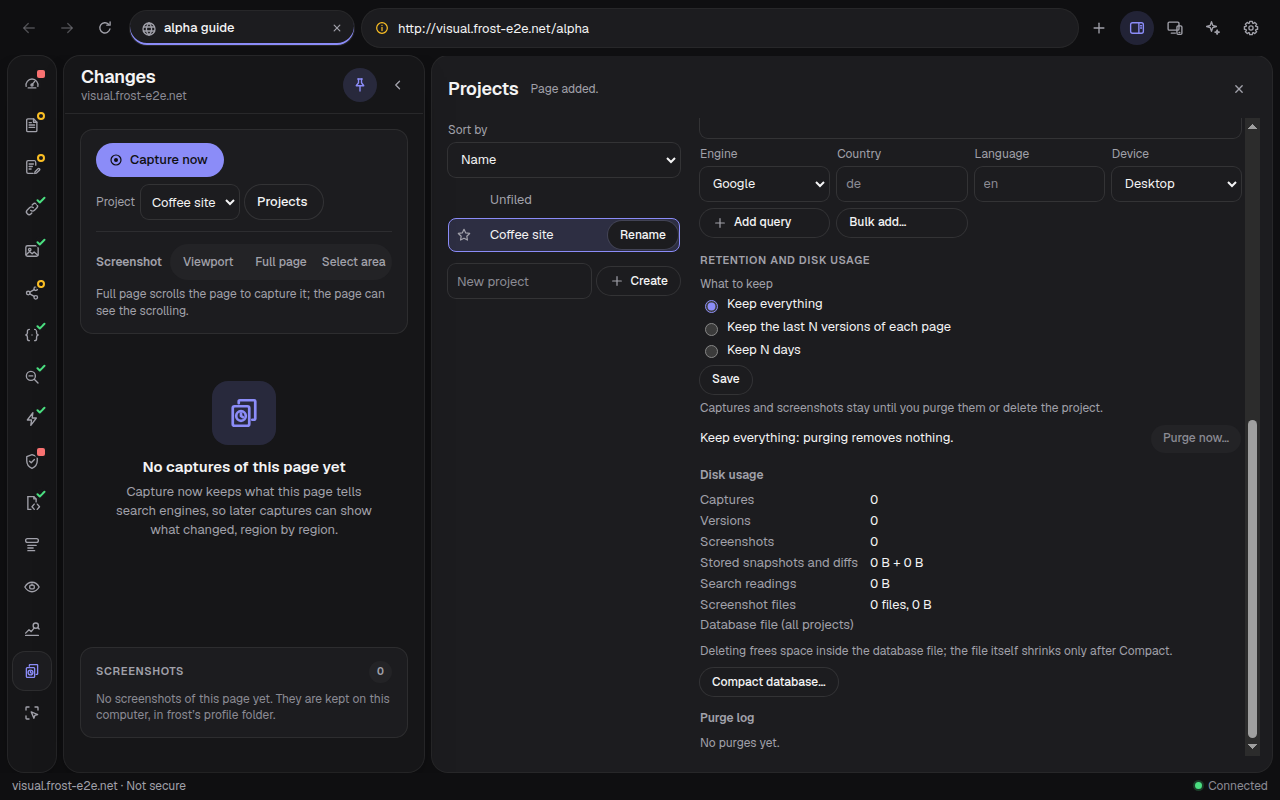 alpha guide
http://visual.frost-e2e.net/alpha
Changes
visual.frost-e2e.net
Capture now
Project
Coffee site
Projects
Screenshot
Viewport
Full page
Select area
Full page scrolls the page to capture it; the page can
see the scrolling.
No captures of this page yet
Capture now keeps what this page tells
search engines, so later captures can show
what changed, region by region.
SCREENSHOTS
0
No screenshots of this page yet. They are kept on this
computer, in frost's profile folder.
Projects
Page added.
Sort by
Name
Unfiled
Coffee site
Rename
New project
Create
Engine
Country
Language
Device
Google
de
en
Desktop
Add query
Bulk add...
RETENTION AND DISK USAGE
What to keep
Keep everything
Keep the last N versions of each page
Keep N days
Save
Captures and screenshots stay until you purge them or delete the project.
Keep everything: purging removes nothing.
Purge now...
Disk usage
Captures 0
Versions 0
Screenshots 0
Stored snapshots and diffs 0 B + 0 B
Search readings 0 B
Screenshot files 0 files, 0 B
Database file (all projects)
Deleting frees space inside the database file; the file itself shrinks only after Compact.
Compact database...
Purge log
No purges yet.
visual.frost-e2e.net · Not secure
Connected